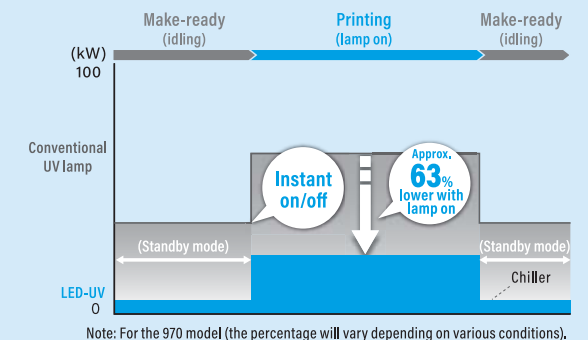 Make-ready
(idling)
Printing
(lamp on)
Make-ready
(idling)
(kW)
100
Conventional
UV lamp
Instant
on/off
Approx.
63%
lower with
lamp on
(Standby mode)
(Standby mode)
Chiller
LED-UV
0
Note: For the 970 model (the percentage will vary depending on various conditions).